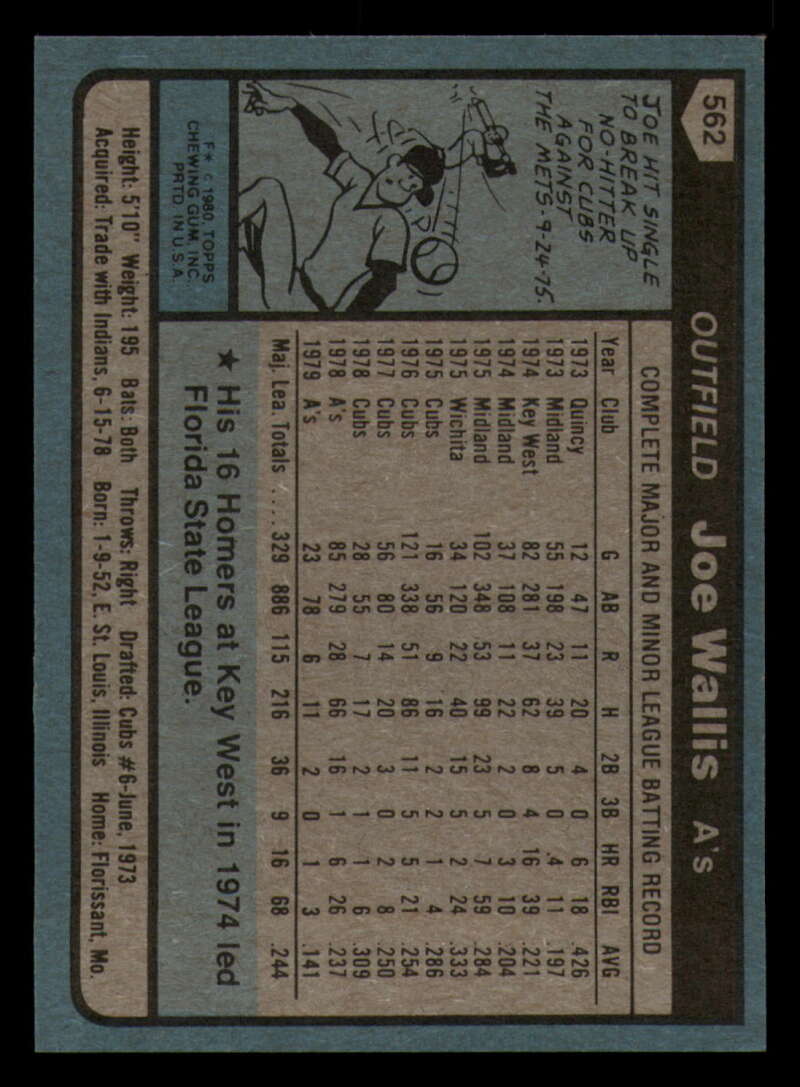 562
OUTFIELD Joe Wallis A's
JOE HIT SINGLE
TO BREAK UP
NO-HITTER
FOR CUBS
AGAINST
THE METS-9-24-75.
F* © 1980, TOPPS
CHEWING GUM, INC.
PRTD. IN U.S.A.
COMPLETE MAJOR AND MINOR LEAGUE BATTING RECORD
Year Club G AB R H 2B 3B HR RBI AVG
1973 Quincy 12 47 11 20 4 0 6 18 .426
1973 Midland 55 198 23 39 5 0 .4 11 .197
1974 Key West 82 281 37 62 8 4 16 39 .221
1974 Midland 37 108 11 22 2 0 3 10 .204
1975 Midland 102 348 53 99 23 5 7 59 .284
1975 Wichita 34 120 22 40 15 5 2 24 .333
1975 Cubs 16 56 9 16 2 2 1 4 .286
1976 Cubs 121 338 51 86 11 5 5 21 .254
1977 Cubs 56 80 14 20 3 0 2 8 .250
1978 Cubs 28 55 7 17 2 1 1 6 .309
1978 A's 85 279 28 66 16 1 6 26 .237
1979 A's 23 78 6 11 2 0 1 3 .141
Maj. Lea. Totals .... 329 886 115 216 36 9 16 68 .244
★ His 16 Homers at Key West in 1974 led
Florida State League.
Height: 5'10" Weight: 195 Bats: Both Throws: Right Drafted: Cubs #6-June, 1973
Acquired: Trade with Indians, 6-15-78 Born: 1-9-52, E. St. Louis, Illinois Home: Florissant, Mo.